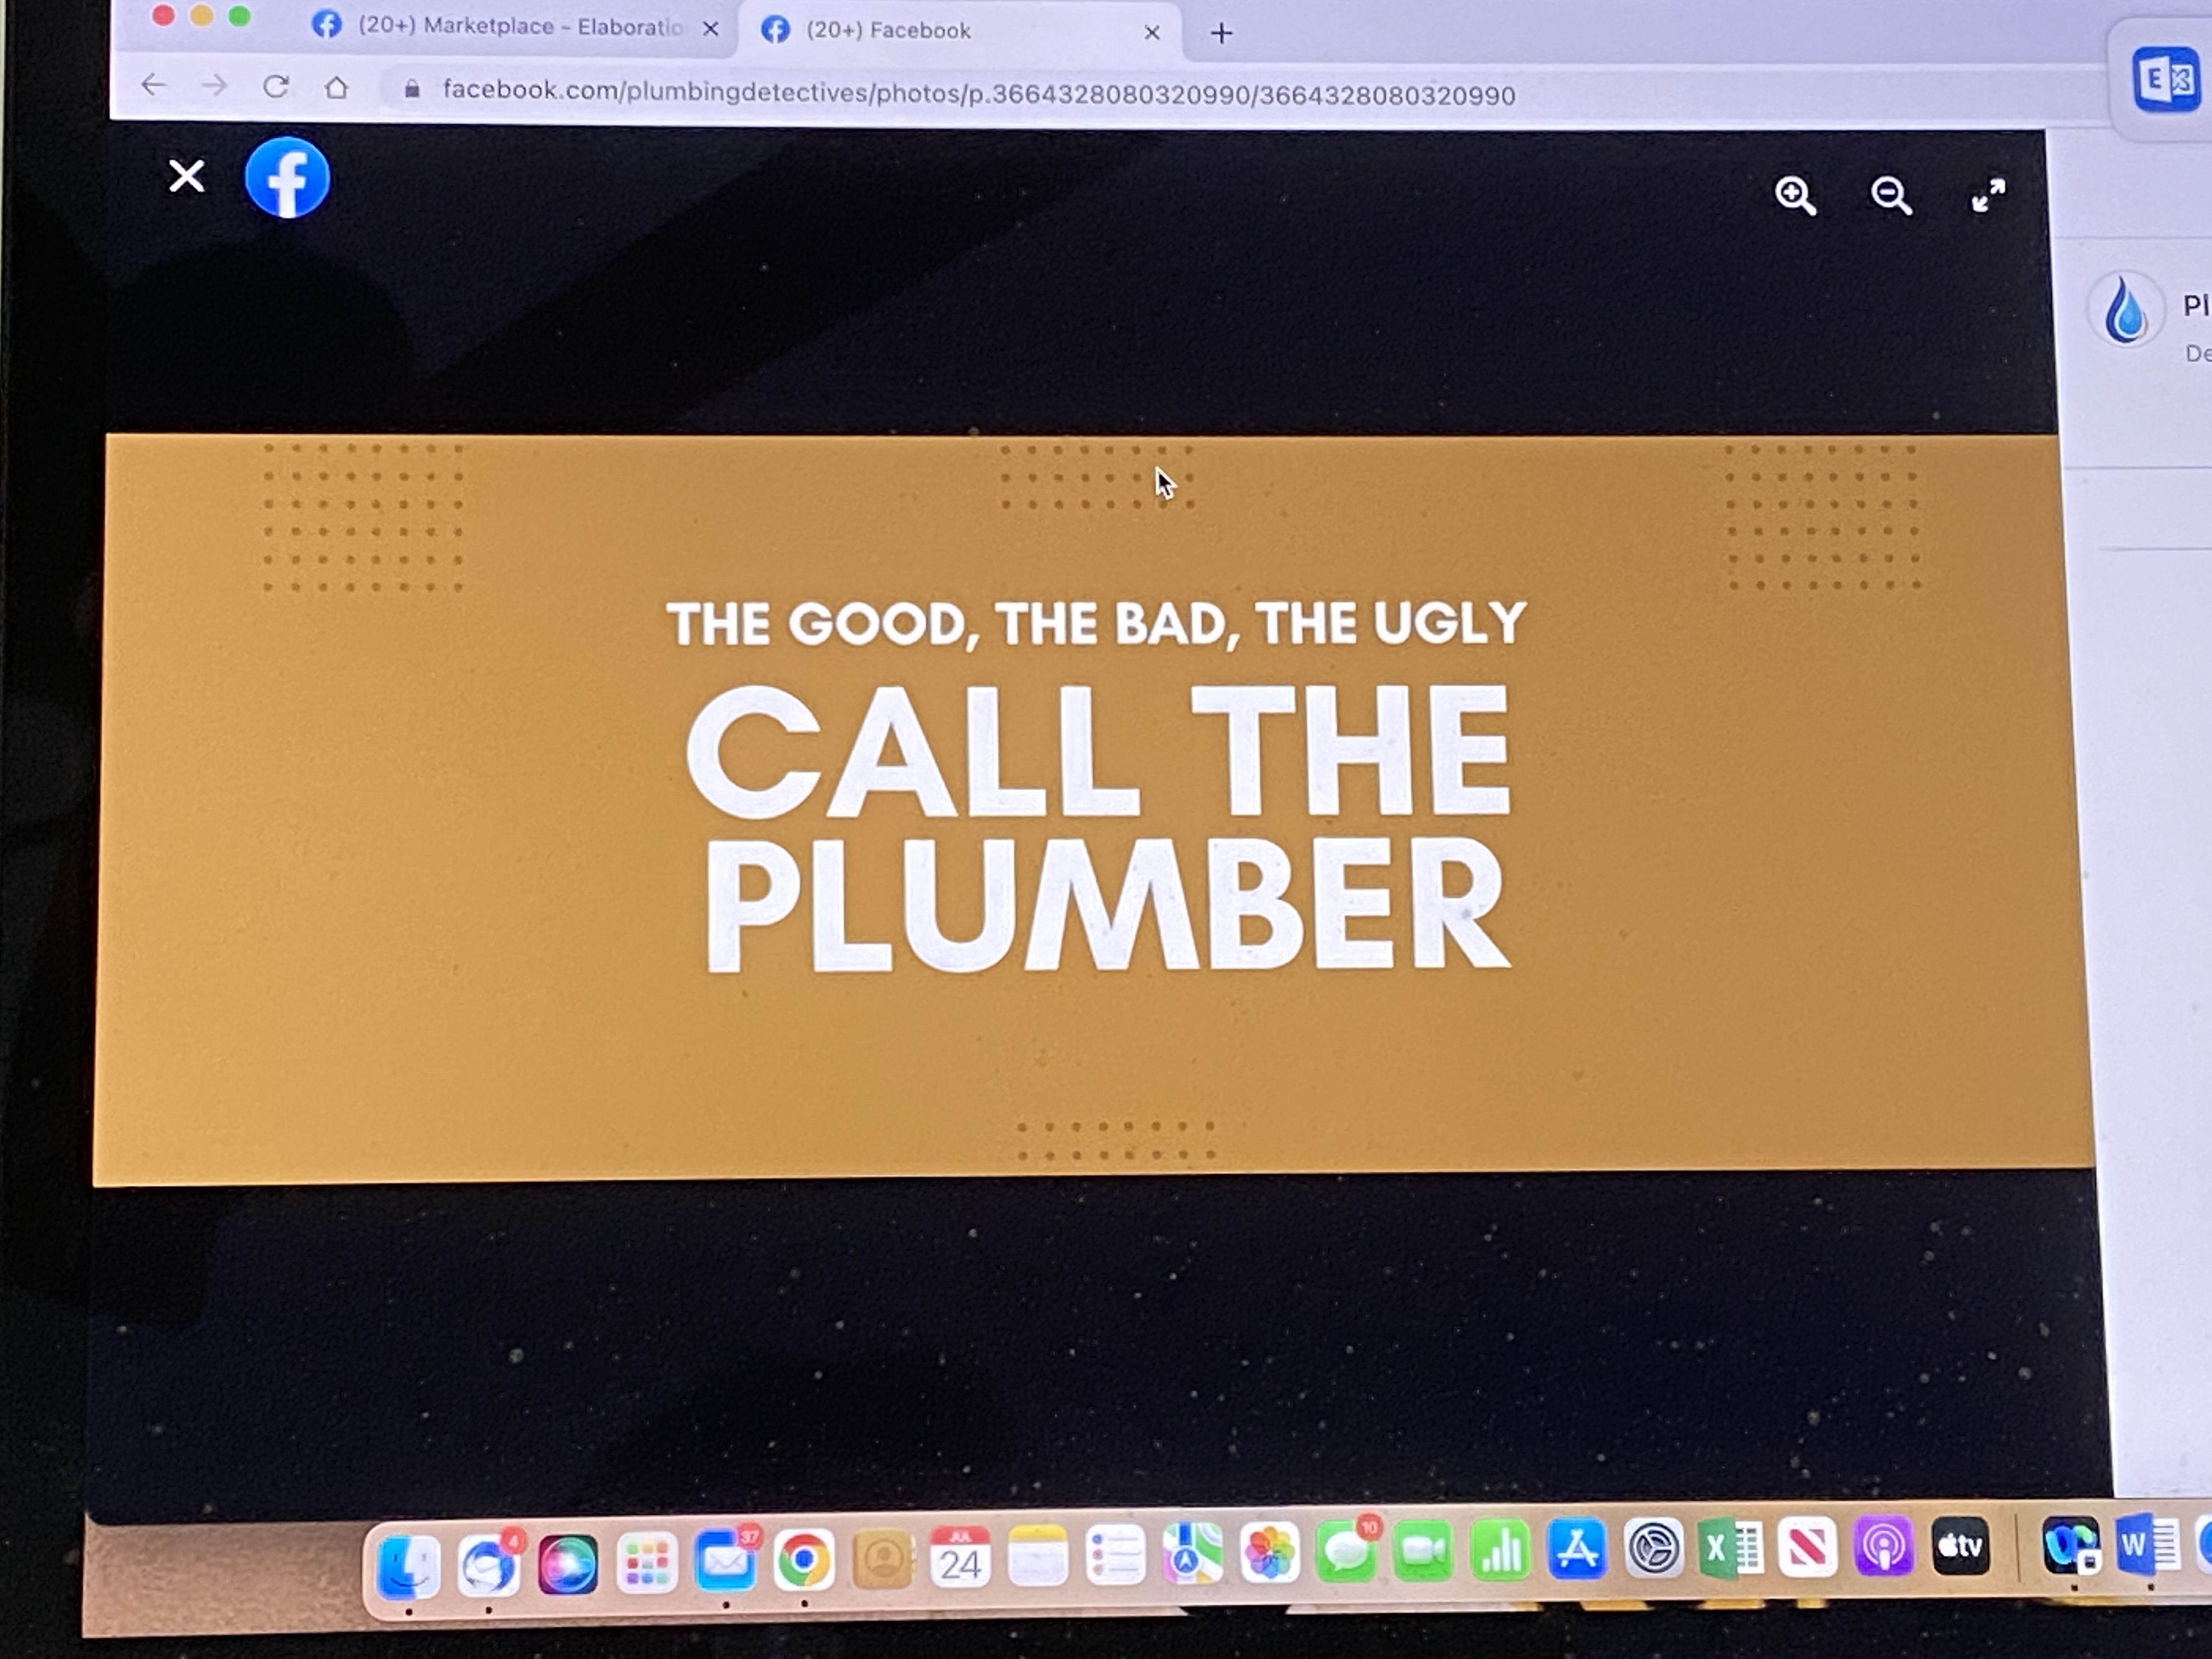 (20+) Marketplace - Elaboratio
(20+) Facebook
facebook.com/plumbingdetectives/photos/p.3664328080320990/3664328080320990
E
Pl
De
THE GOOD, THE BAD, THE UGLY
CALL THE
PLUMBER
4
37
JUL
24
10
X
tv
W